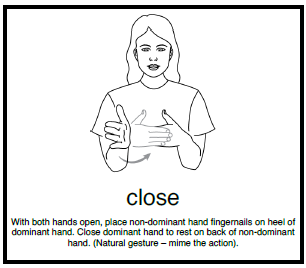 close
With both hands open, place non-dominant hand fingernails on heel of
dominant hand. Close dominant hand to rest on back of non-dominant
hand. (Natural gesture – mime the action).